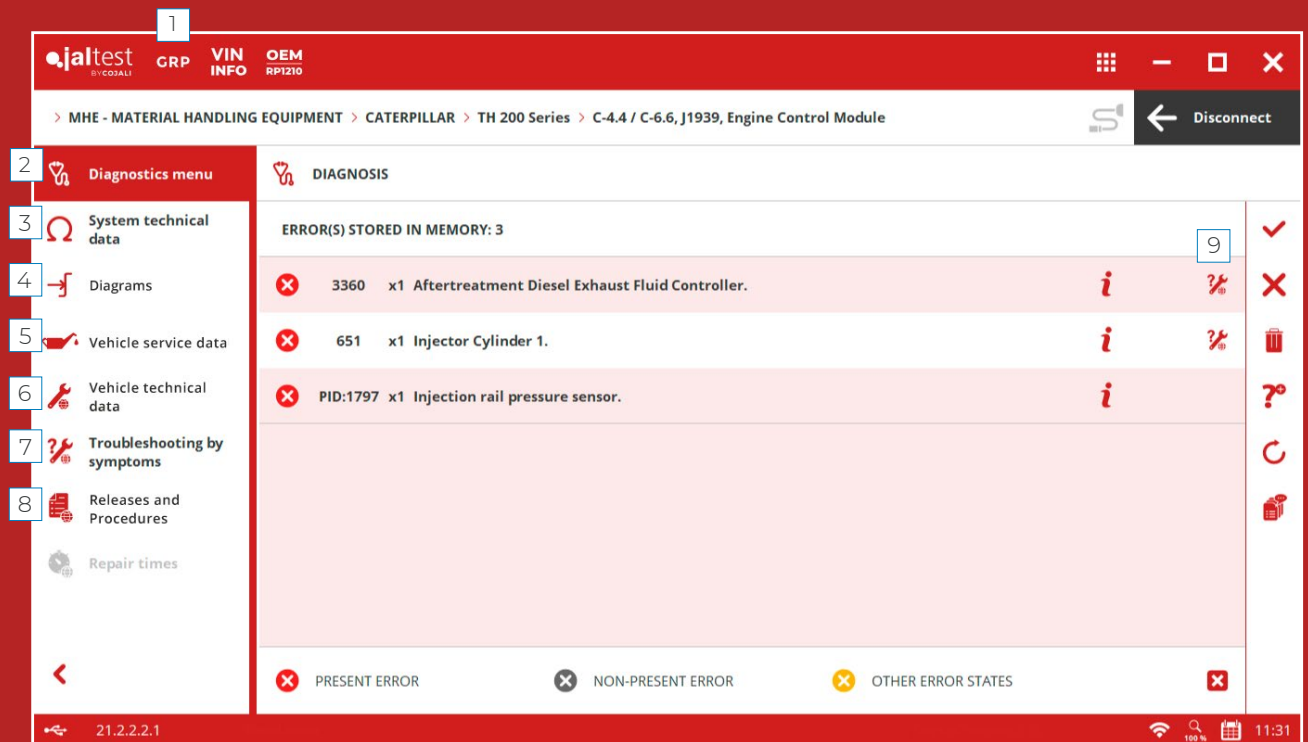 1
jaltest
BY COJALI
GRP
VIN INFO
OEM
RP1210
> MHE - MATERIAL HANDLING EQUIPMENT > CATERPILLAR > TH 200 Series > C-4.4 / C-6.6, J1939, Engine Control Module
Disconnect
2
Diagnostics menu
DIAGNOSIS
3
System technical
data
ERROR(S) STORED IN MEMORY: 3
9
4
Diagrams
3360 x1 Aftertreatment Diesel Exhaust Fluid Controller.
5
Vehicle service data
651 x1 Injector Cylinder 1.
6
Vehicle technical
data
PID:1797 x1 Injection rail pressure sensor.
7
Troubleshooting by
symptoms
8
Releases and
Procedures
Repair times
PRESENT ERROR
NON-PRESENT ERROR
OTHER ERROR STATES
21.2.2.2.1
100 %
11:31